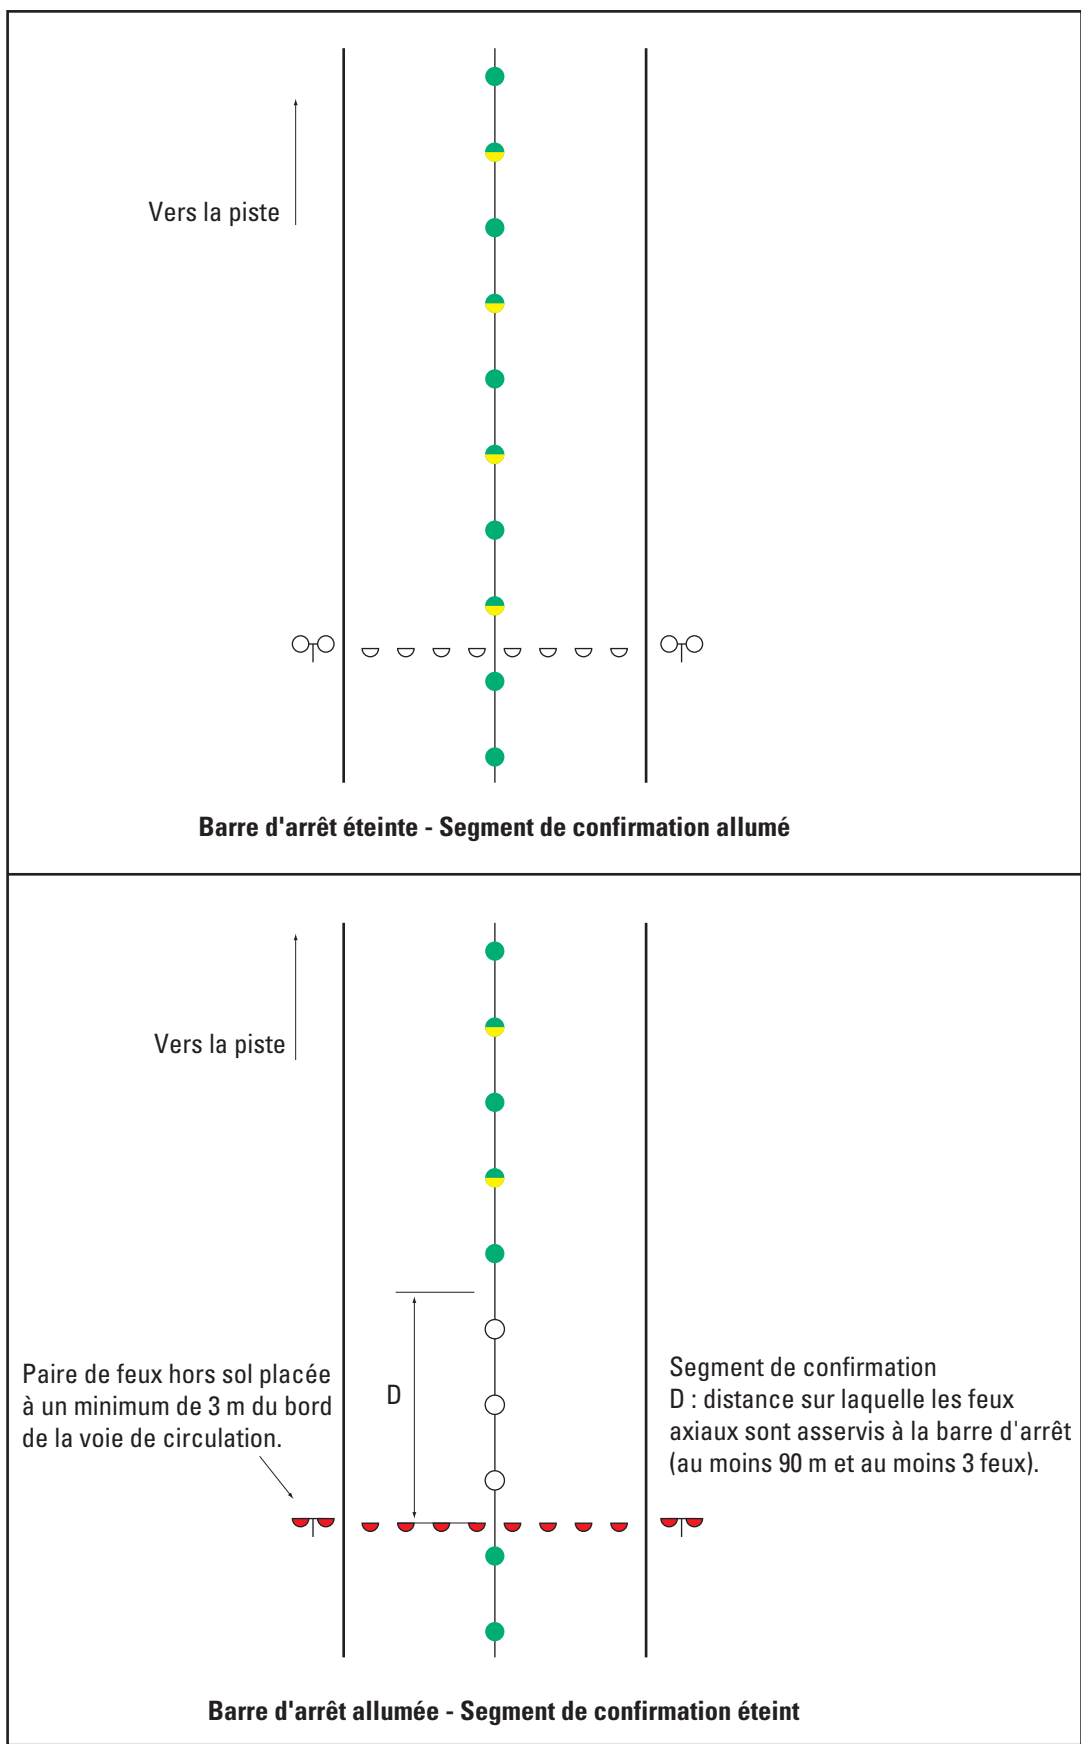 Vers la piste
Barre d'arrêt éteinte - Segment de confirmation allumé
Vers la piste
Paire de feux hors sol placée
à un minimum de 3 m du bord
de la voie de circulation.
D
Segment de confirmation
D : distance sur laquelle les feux
axiaux sont asservis à la barre d'arrêt
(au moins 90 m et au moins 3 feux).
Barre d'arrêt allumée - Segment de confirmation éteint